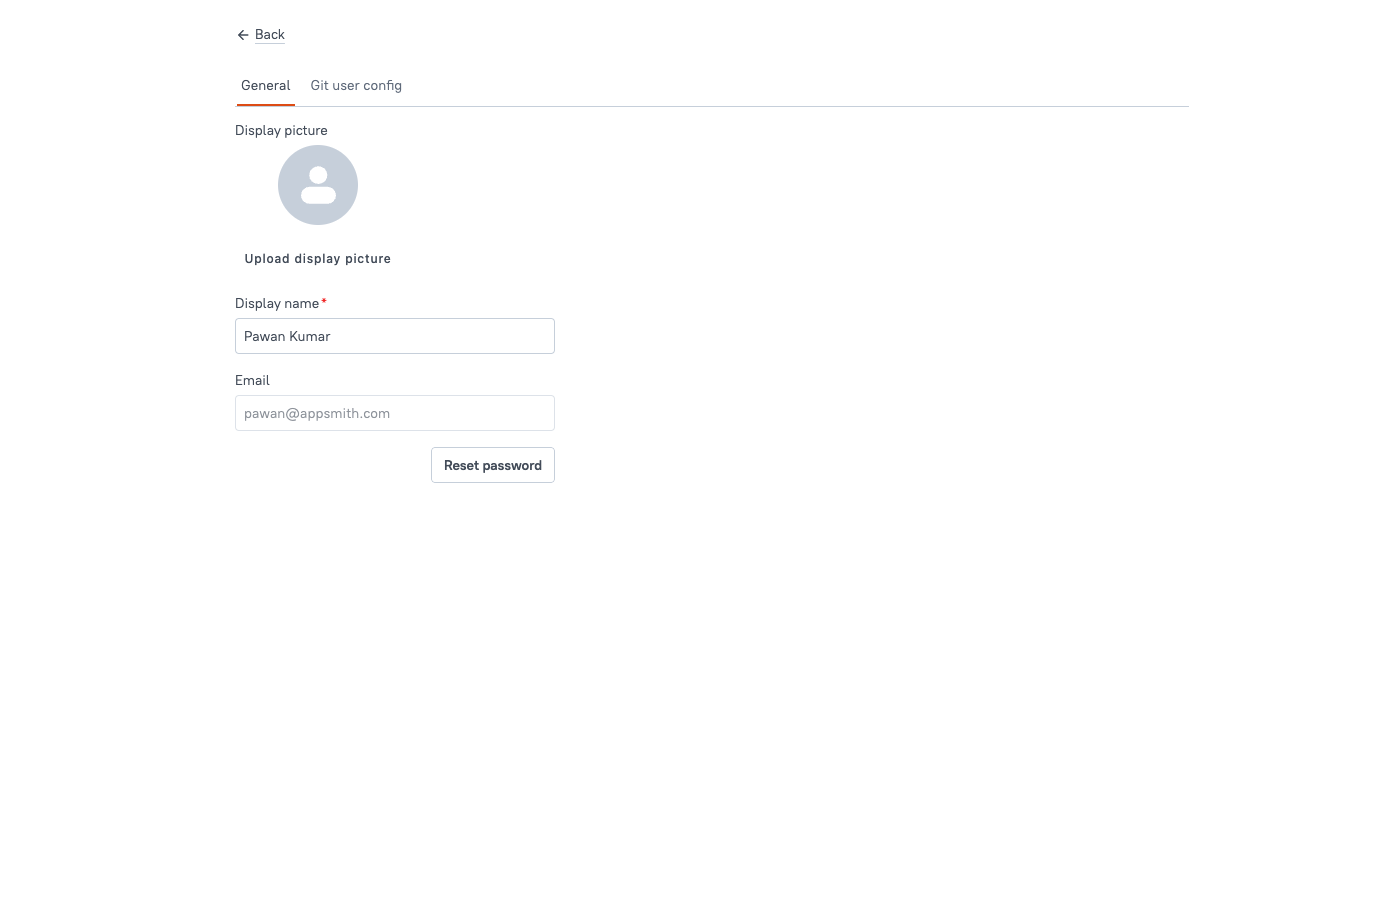 Back
General
Git user config
Display picture
Upload display picture
Display name*
Pawan Kumar
Email
pawan@appsmith.com
Reset password